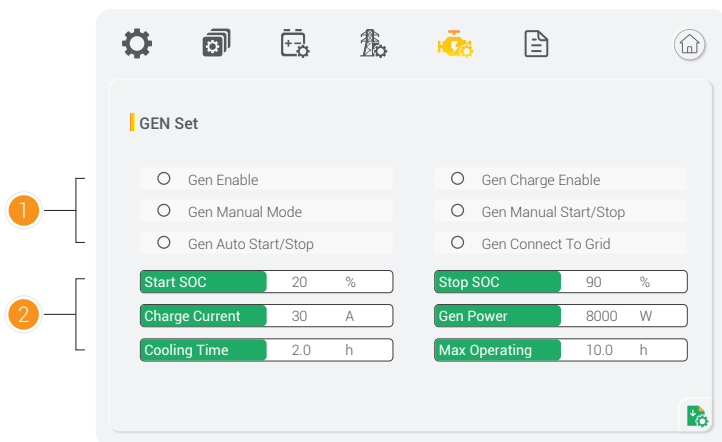 GEN Set
Gen Enable Gen Charge Enable
1 Gen Manual Mode Gen Manual Start/Stop
Gen Auto Start/Stop Gen Connect To Grid
Start SOC 20 % Stop SOC 90 %
2 Charge Current 30 A Gen Power 8000 W
Cooling Time 2.0 h Max Operating 10.0 h